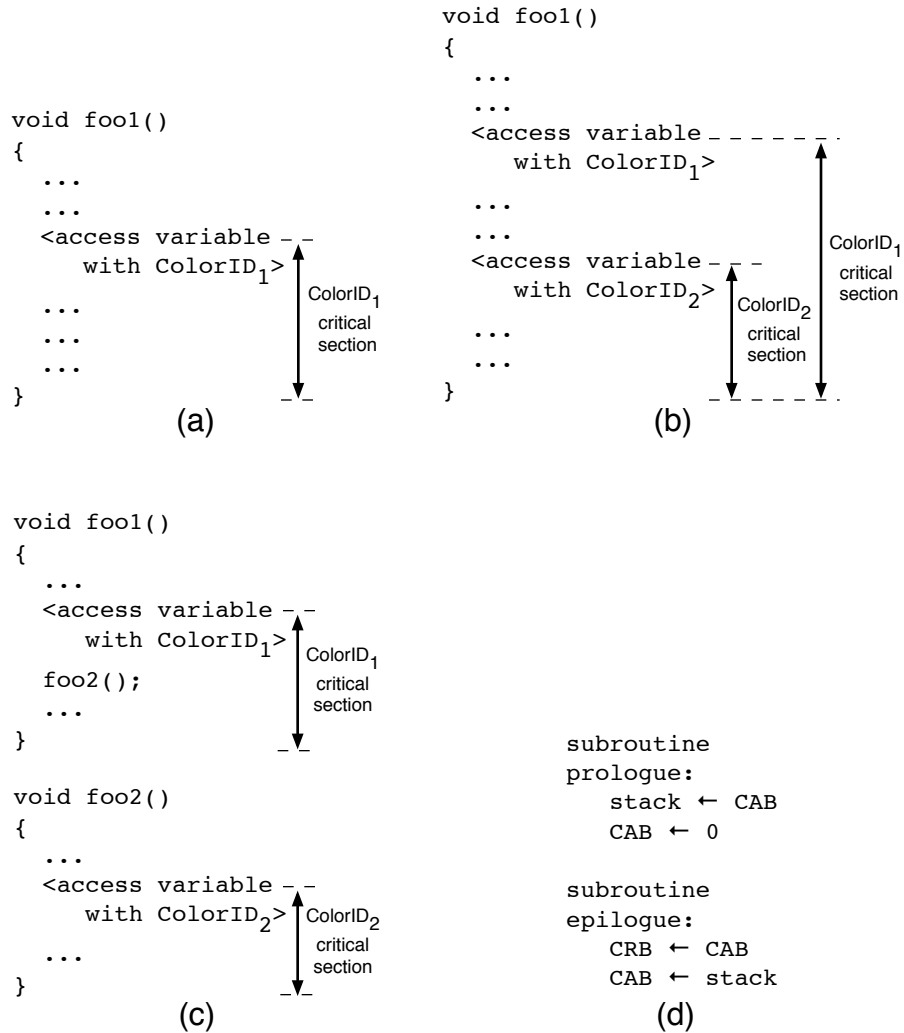 void foo1()
{
...
...
<access variable
with ColorID1>
...
...
...
}
ColorID1
critical
section
(a)
void foo1()
{
...
...
<access variable
with ColorID1>
...
...
<access variable
with ColorID2>
...
...
}
ColorID2
critical
section
ColorID1
critical
section
(b)
void foo1()
{
...
<access variable
with ColorID1>
foo2();
...
}
ColorID1
critical
section
void foo2()
{
...
<access variable
with ColorID2>
...
}
ColorID2
critical
section
(c)
subroutine
prologue:
stack ← CAB
CAB ← 0
subroutine
epilogue:
CRB ← CAB
CAB ← stack
(d)